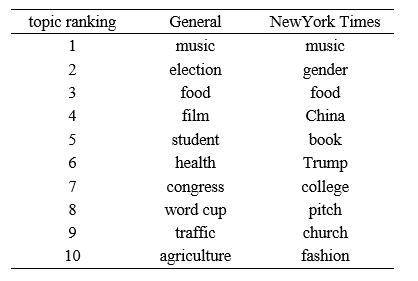 topic ranking General NewYork Times
1 music music
2 election gender
3 food food
4 film China
5 student book
6 health Trump
7 congress college
8 word cup pitch
9 traffic church
10 agriculture fashion